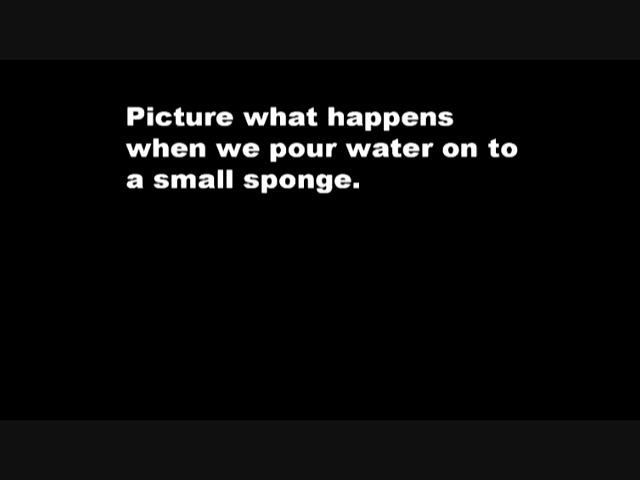 Picture what happens
when we pour water on to
a small sponge.